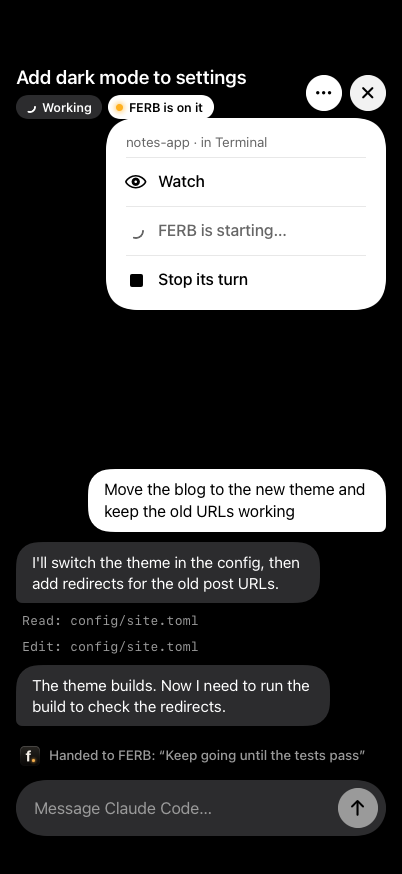 Add dark mode to settings
Working
FERB is on it
notes-app · in Terminal
Watch
FERB is starting...
Stop its turn
Move the blog to the new theme and
keep the old URLs working
I'll switch the theme in the config, then
add redirects for the old post URLs.
Read: config/site.toml
Edit: config/site.toml
The theme builds. Now I need to run the
build to check the redirects.
f.
Handed to FERB: “Keep going until the tests pass”
Message Claude Code...